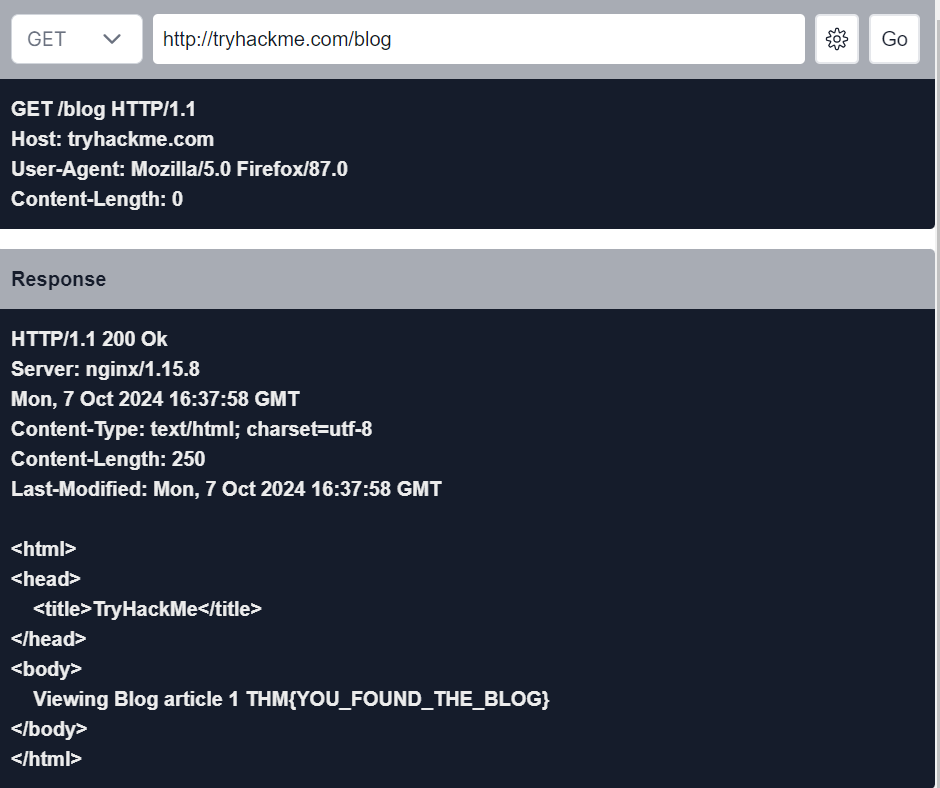 GET
http://tryhackme.com/blog
Go
GET /blog HTTP/1.1
Host: tryhackme.com
User-Agent: Mozilla/5.0 Firefox/87.0
Content-Length: 0
Response
HTTP/1.1 200 Ok
Server: nginx/1.15.8
Mon, 7 Oct 2024 16:37:58 GMT
Content-Type: text/html; charset=utf-8
Content-Length: 250
Last-Modified: Mon, 7 Oct 2024 16:37:58 GMT
<html>
<head>
<title>TryHackMe</title>
</head>
<body>
Viewing Blog article 1 THM{YOU_FOUND_THE_BLOG}
</body>
</html>